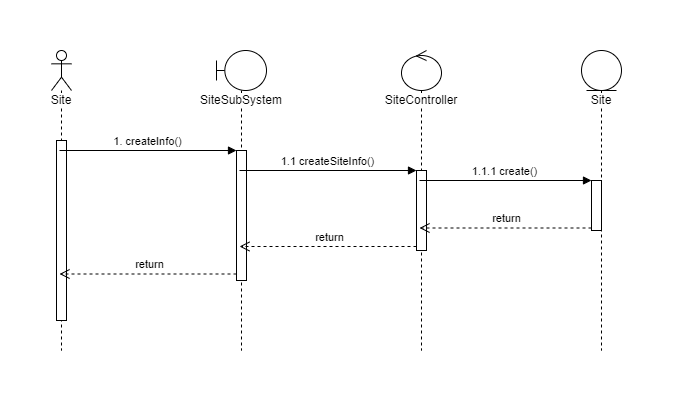 Site
SiteSubSystem
SiteController
Site
1. createInfo()
1.1 createSiteInfo()
1.1.1 create()
return
return
return